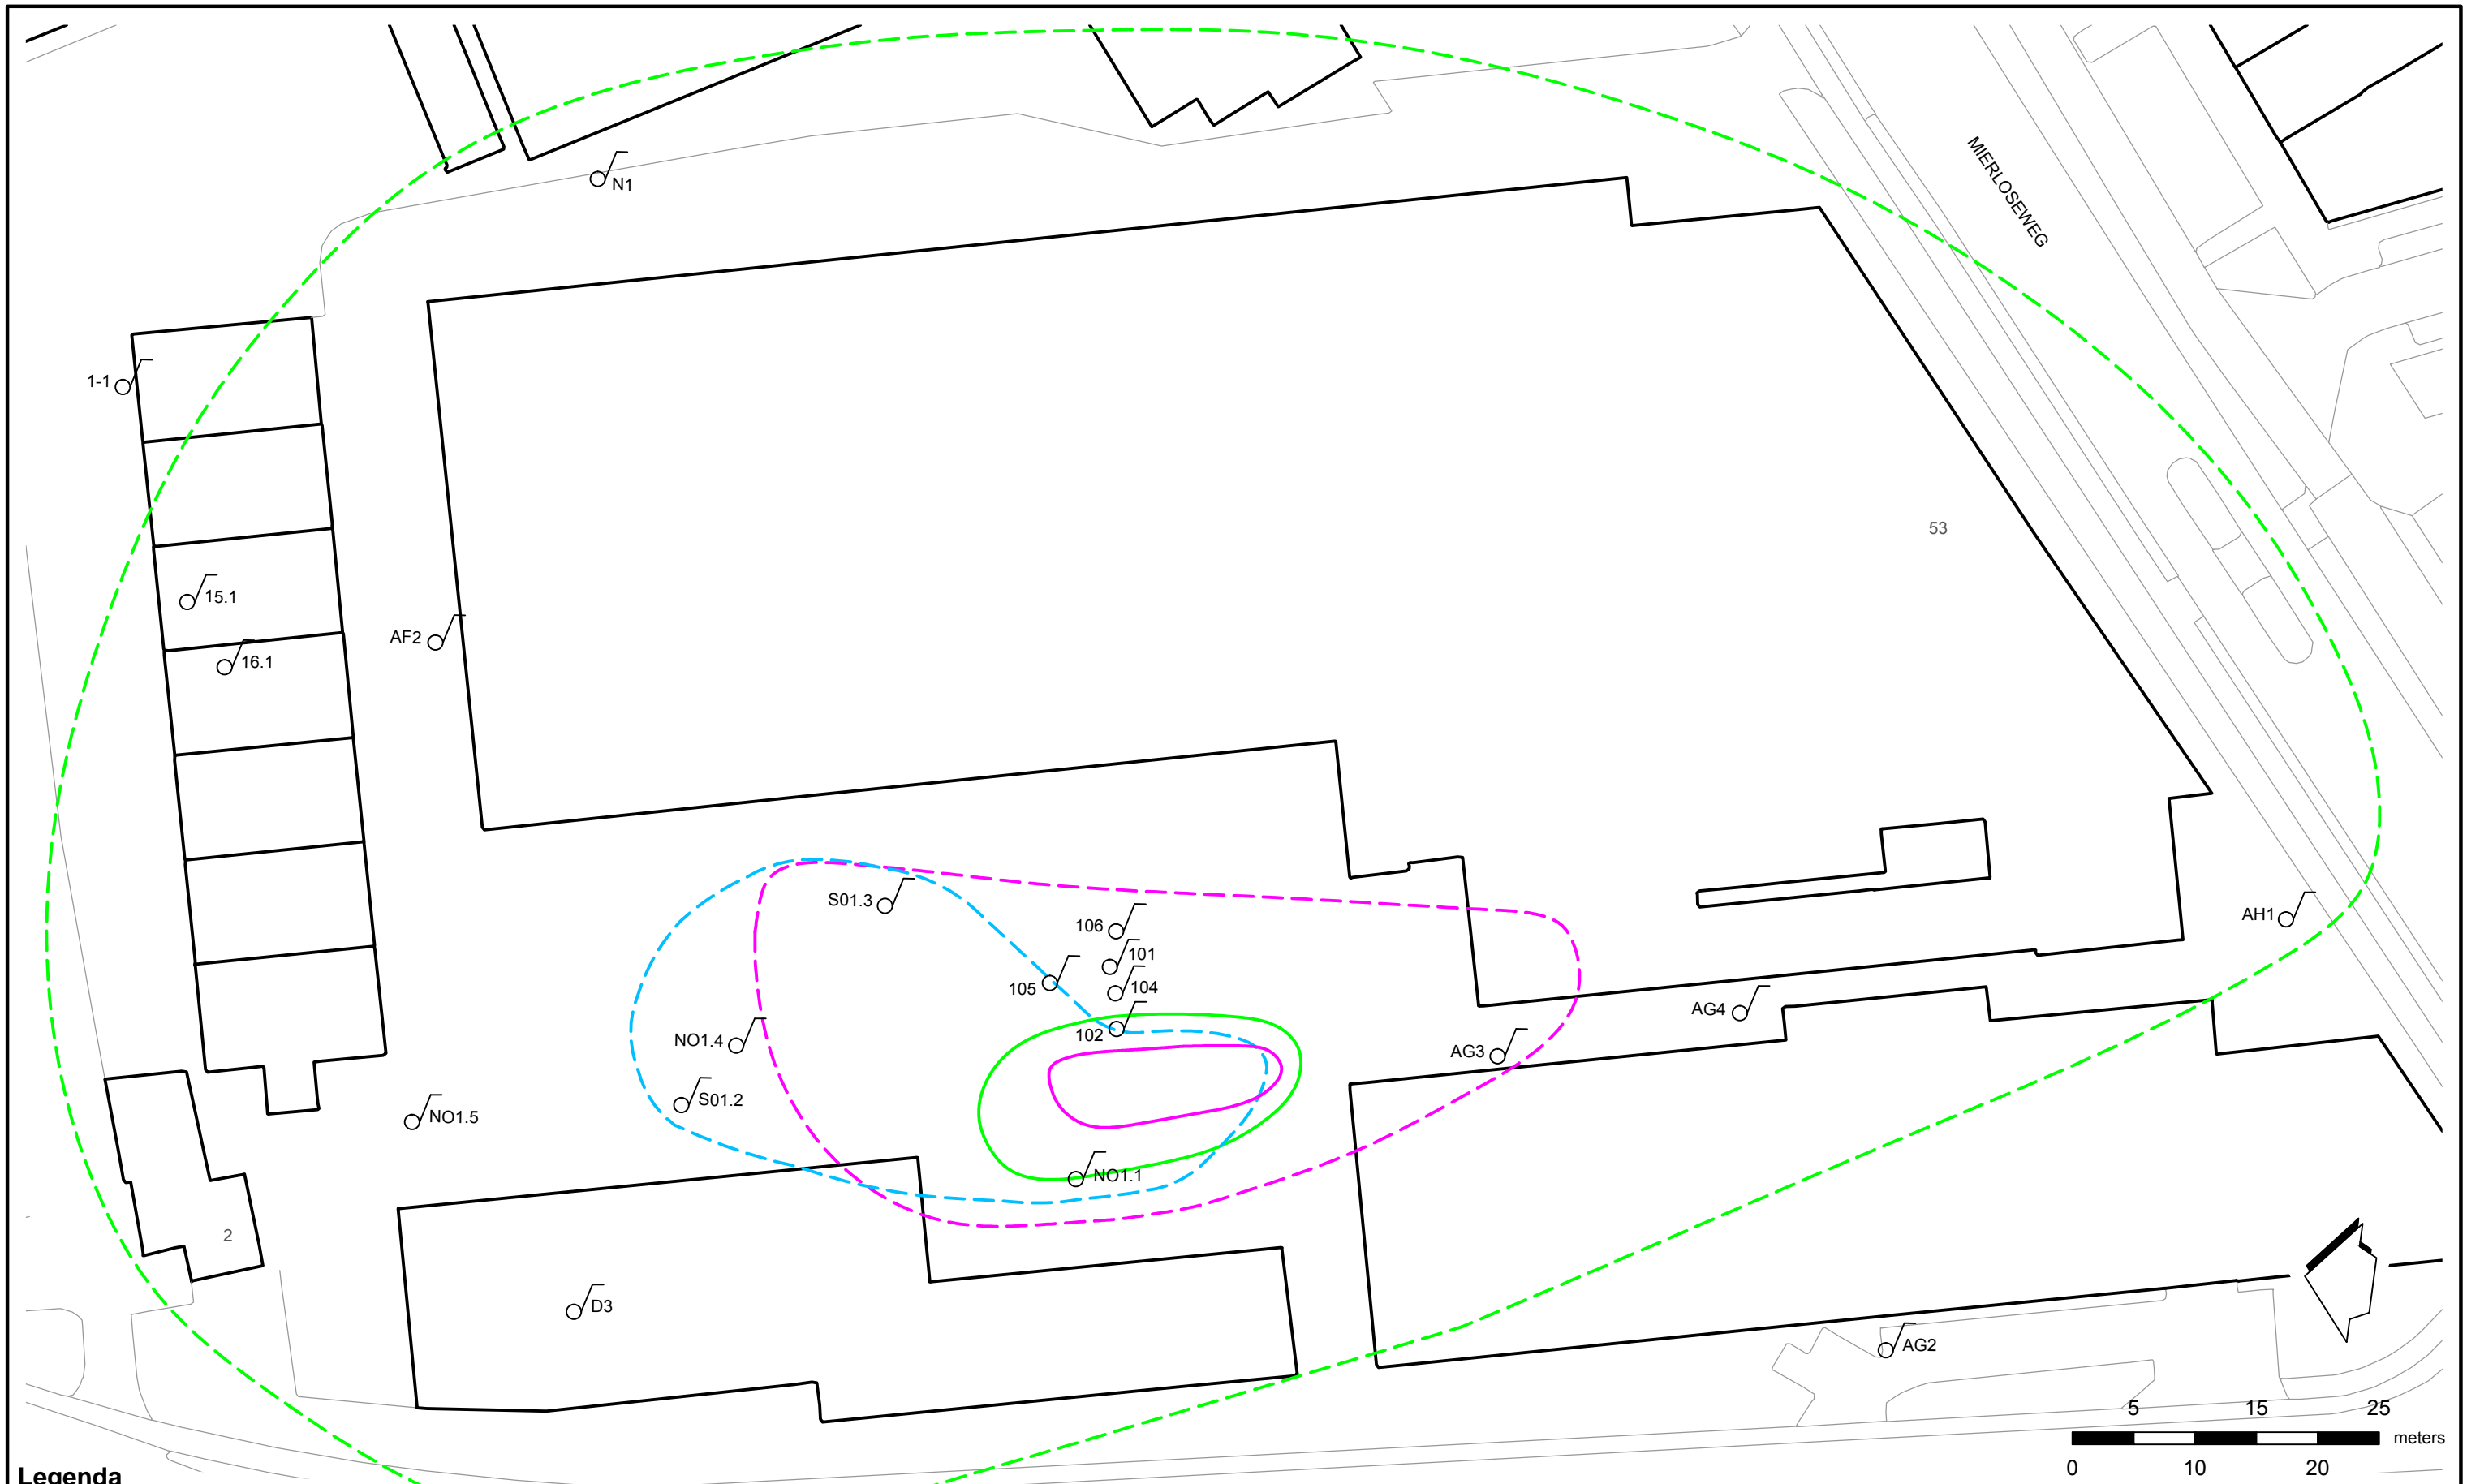 N1
MIERLOSEWEG
1-1
53
15.1
AF2
16.1
S01.3
106
AH1
101
105
104
AG4
102
NO1.4
AG3
S01.2
NO1.5
NO1.1
2
D3
AG2
5 15 25
meters
0 10 20
Legenda